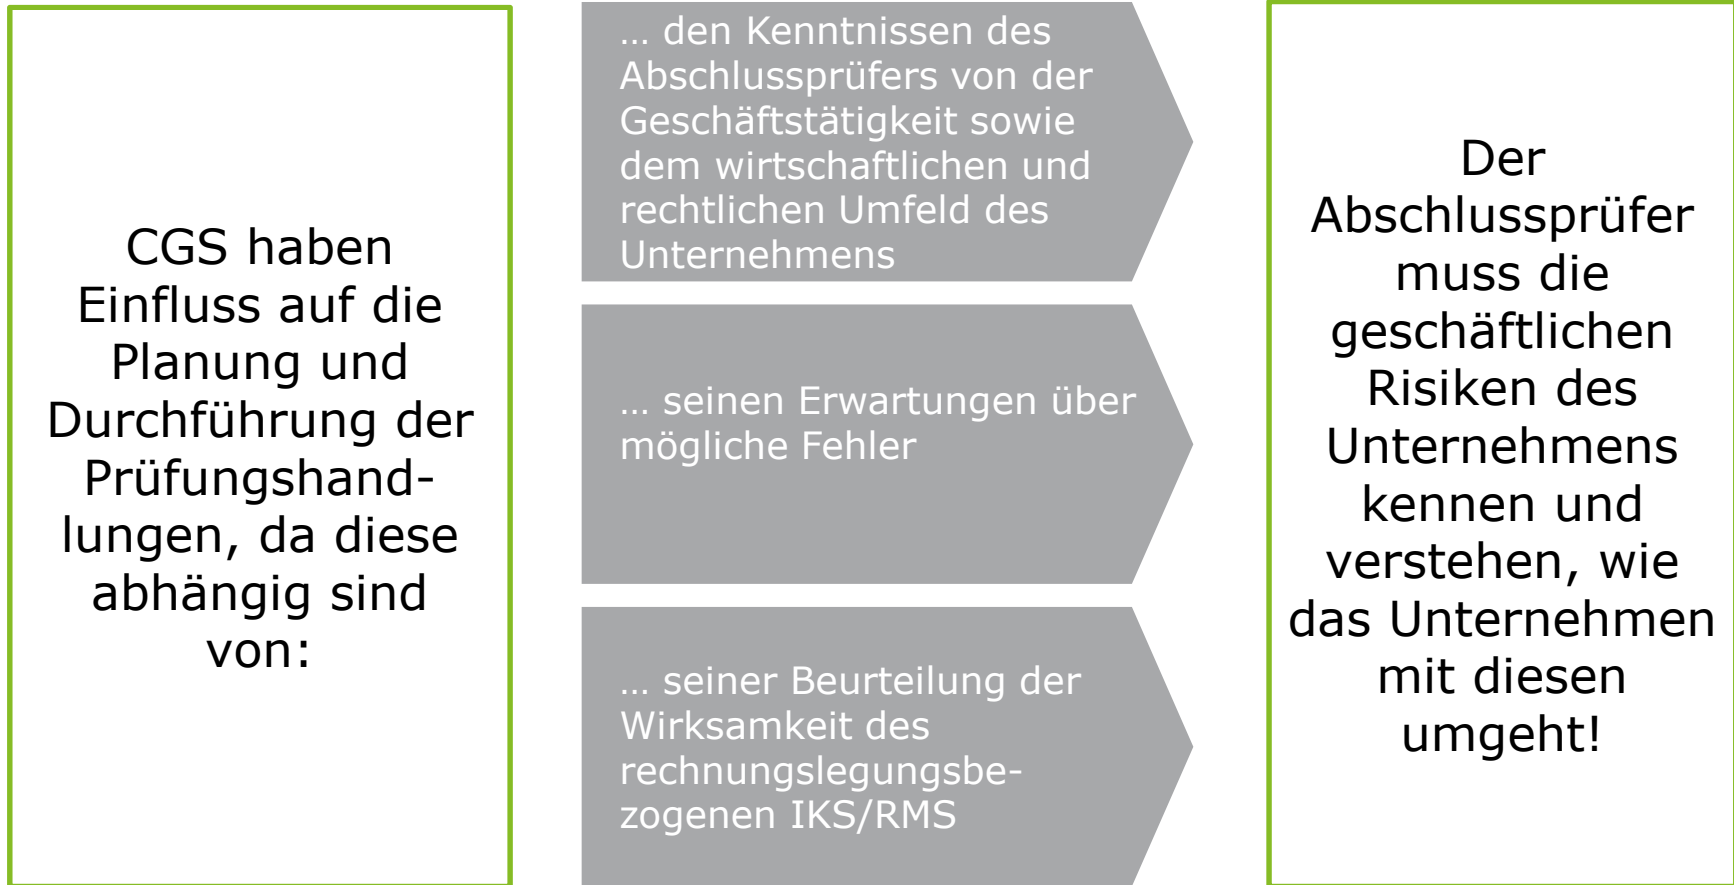 CGS haben
Einfluss auf die
Planung und
Durchführung der
Prüfungshand-
lungen, da diese
abhängig sind
von:
… den Kenntnissen des
Abschlussprüfers von der
Geschäftstätigkeit sowie
dem wirtschaftlichen und
rechtlichen Umfeld des
Unternehmens
… seinen Erwartungen über
mögliche Fehler
… seiner Beurteilung der
Wirksamkeit des
rechnungslegungsbe-
zogenen IKS/RMS
Der
Abschlussprüfer
muss die
geschäftlichen
Risiken des
Unternehmens
kennen und
verstehen, wie
das Unternehmen
mit diesen
umgeht!